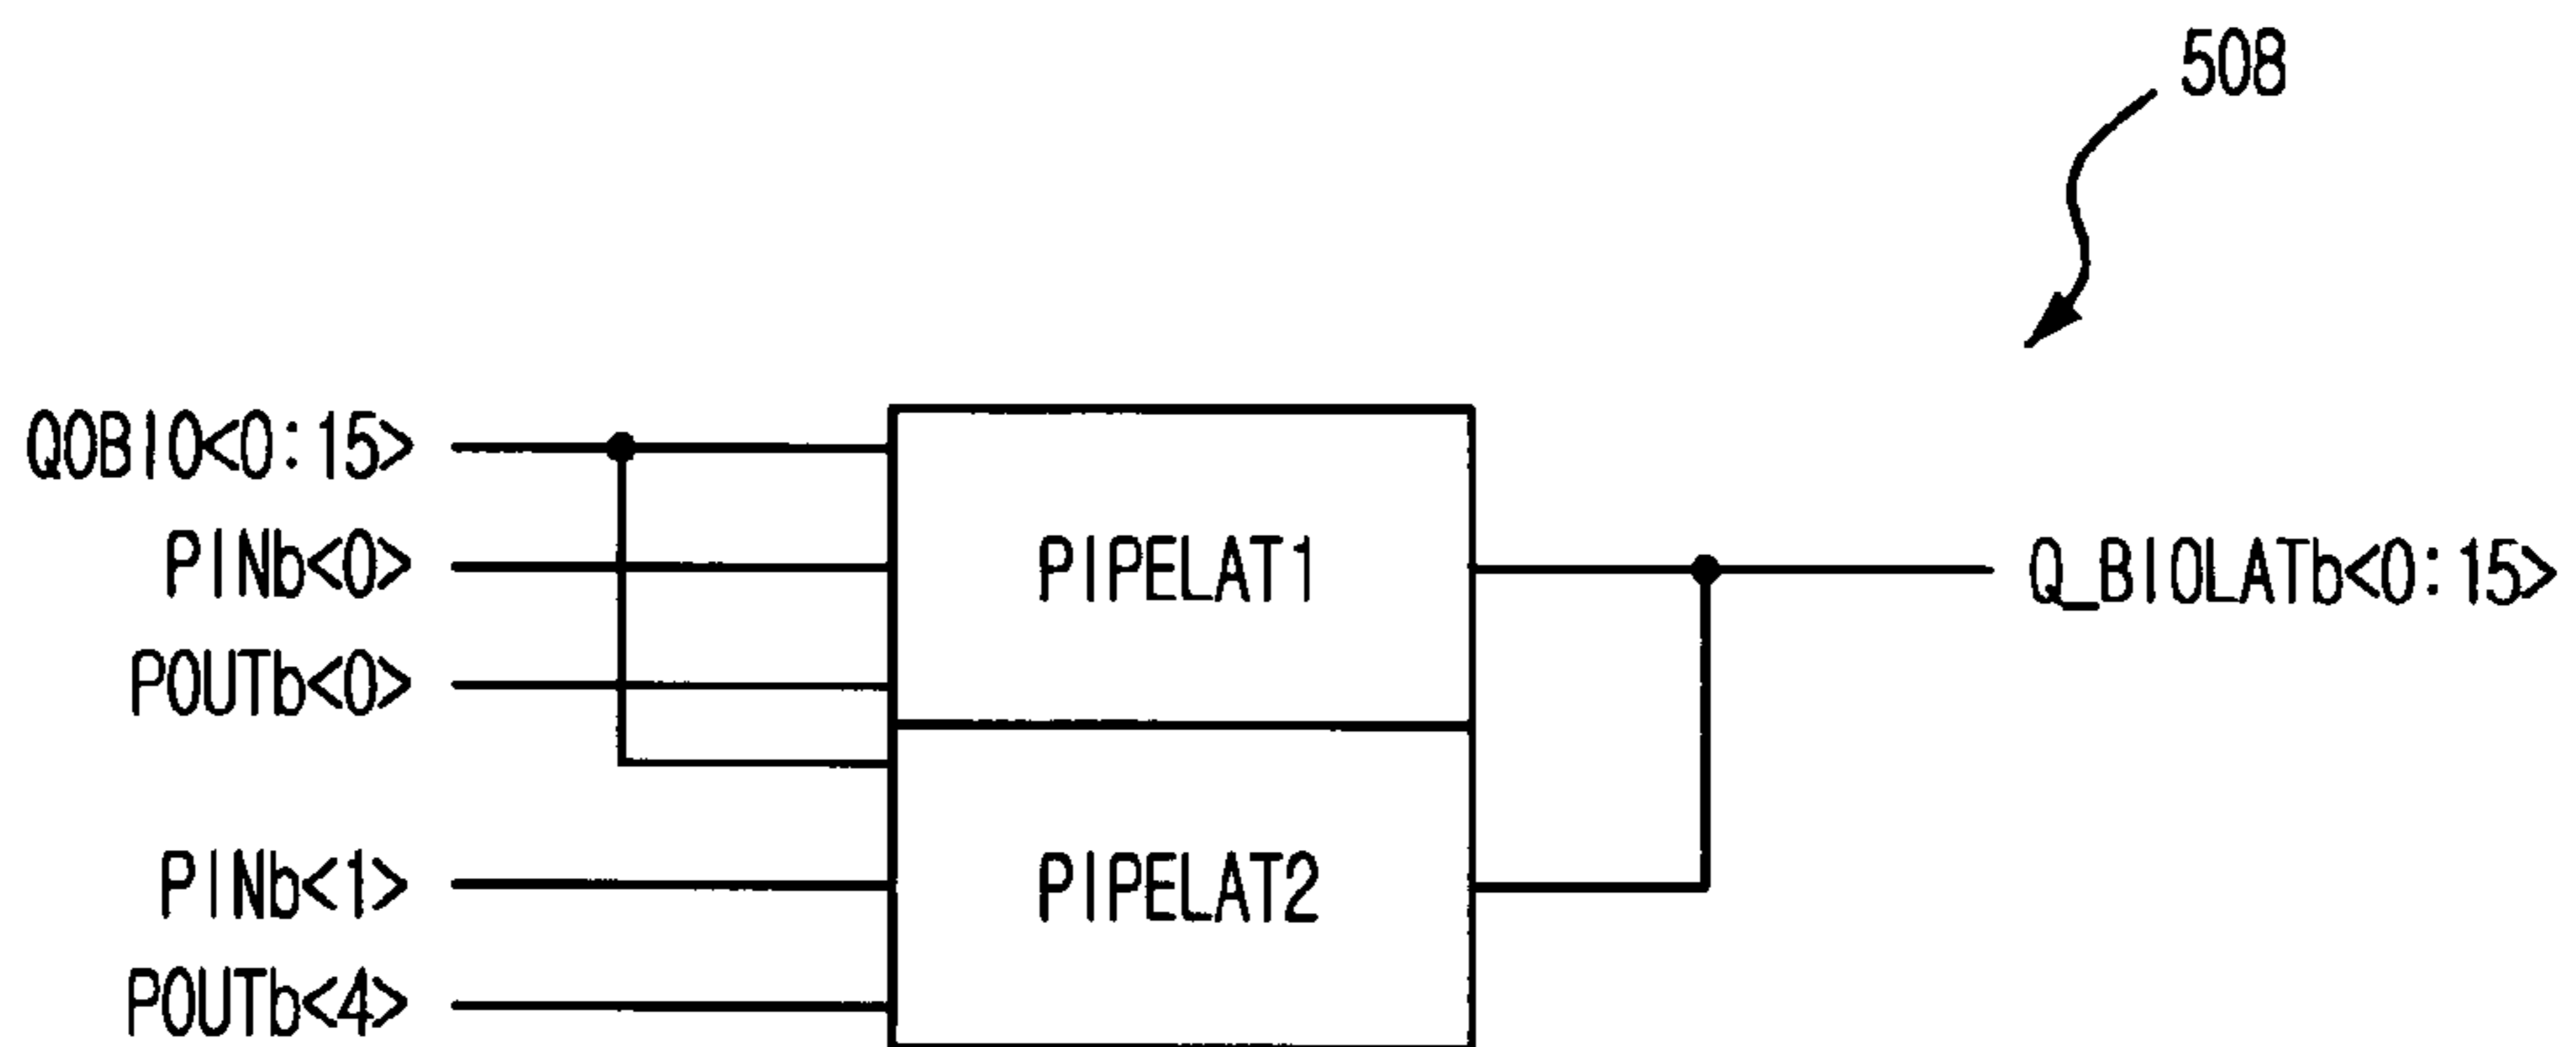 508
Q0BIO<0:15>
PINb<0>
POUTb<0>
PIPELAT1
Q_BIOLATb<0:15>
PINb<1>
POUTb<4>
PIPELAT2